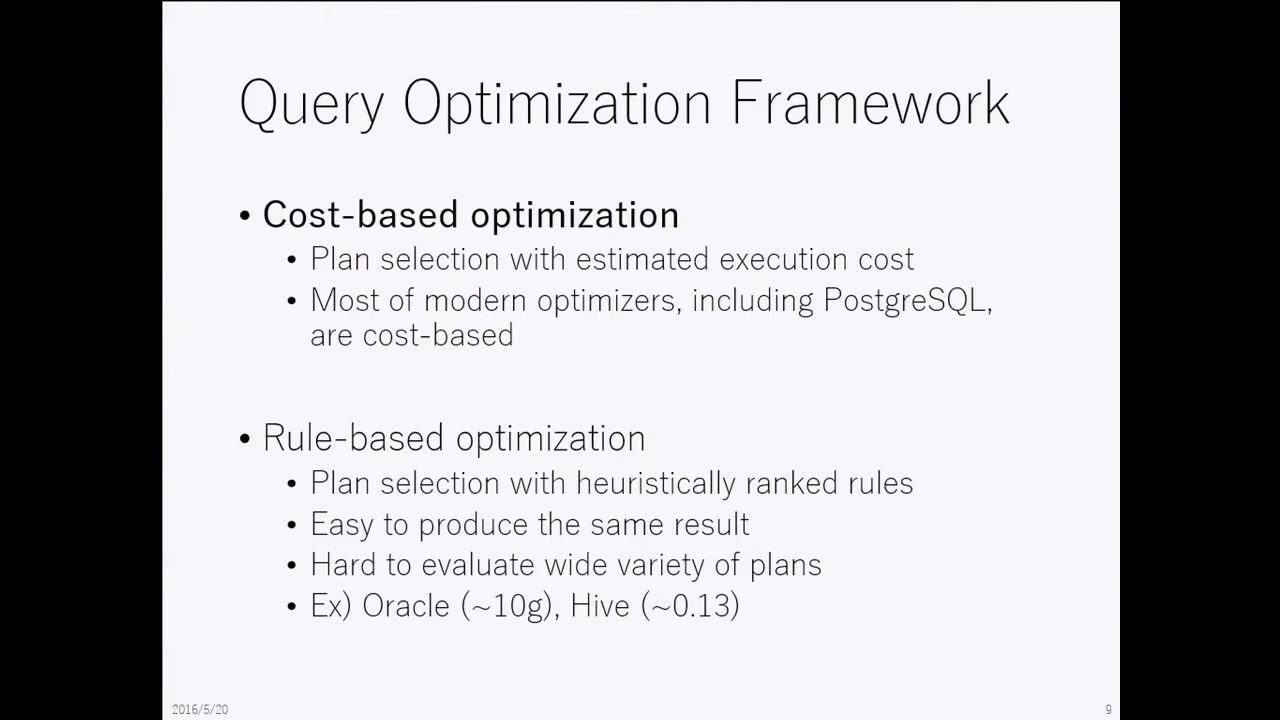 Query Optimization Framework
• Cost-based optimization
• Plan selection with estimated execution cost
• Most of modern optimizers, including PostgreSQL,
are cost-based
• Rule-based optimization
• Plan selection with heuristically ranked rules
• Easy to produce the same result
• Hard to evaluate wide variety of plans
• Ex) Oracle (~10g), Hive (~0.13)
2016/5/20
9